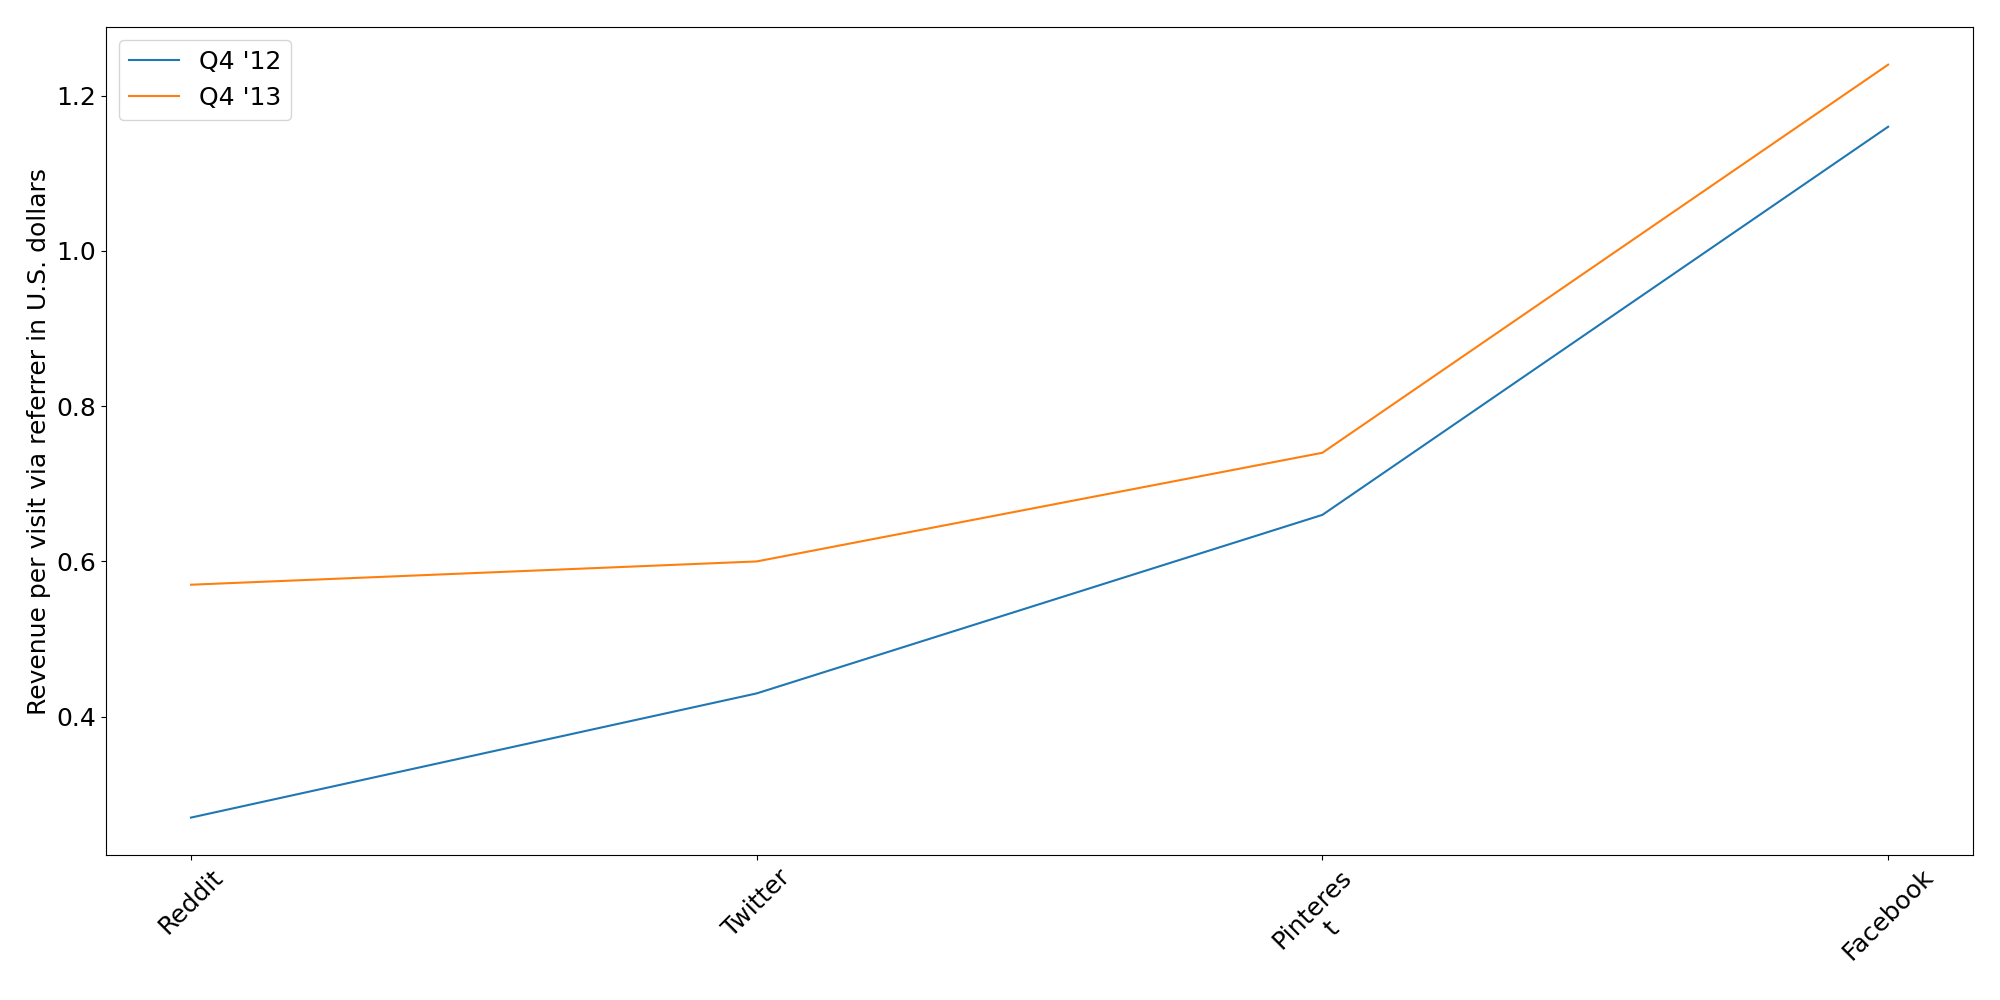 Q4 '12
Q4 '13
Revenue per visit via referrer in U.S. dollars
1.2
1.0
0.8
0.6
0.4
Reddit
Twitter
Pinteres
t
Facebook